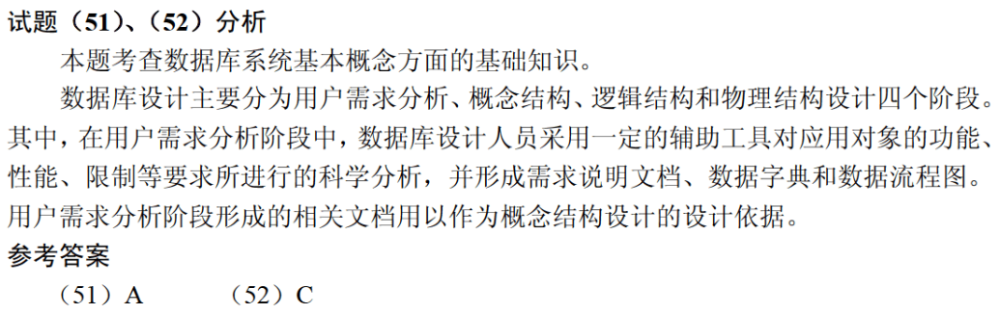 试题（51）、（52）分析
本题考查数据库系统基本概念方面的基础知识。
数据库设计主要分为用户需求分析、概念结构、逻辑结构和物理结构设计四个阶段。
其中，在用户需求分析阶段中，数据库设计人员采用一定的辅助工具对应用对象的功能、
性能、限制等要求所进行的科学分析，并形成需求说明文档、数据字典和数据流程图。
用户需求分析阶段形成的相关文档用以作为概念结构设计的设计依据。
参考答案
（51）A （52）C